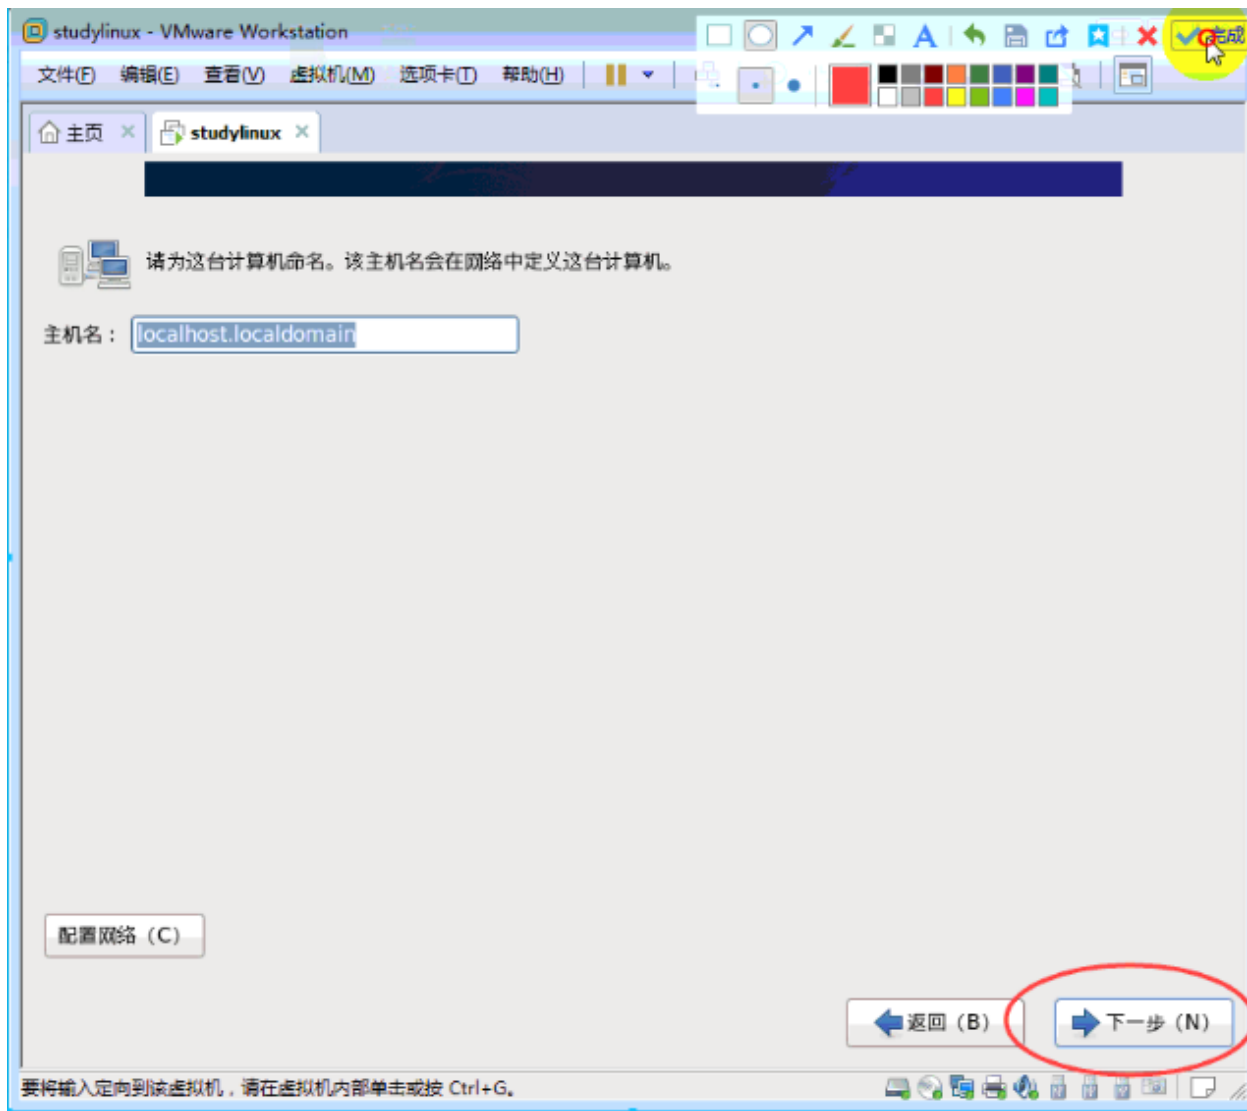 studylinux - VMware Workstation
完成
文件(F) 编辑(E) 查看(V) 虚拟机(M) 选项卡(T) 帮助(H)
主页 studylinux
请为这台计算机命名。该主机名会在网络中定义这台计算机。
主机名： localhost.localdomain
配置网络（C）
返回（B） 下一步（N）
要将输入定向到该虚拟机，请在虚拟机内部单击或按 Ctrl+G。